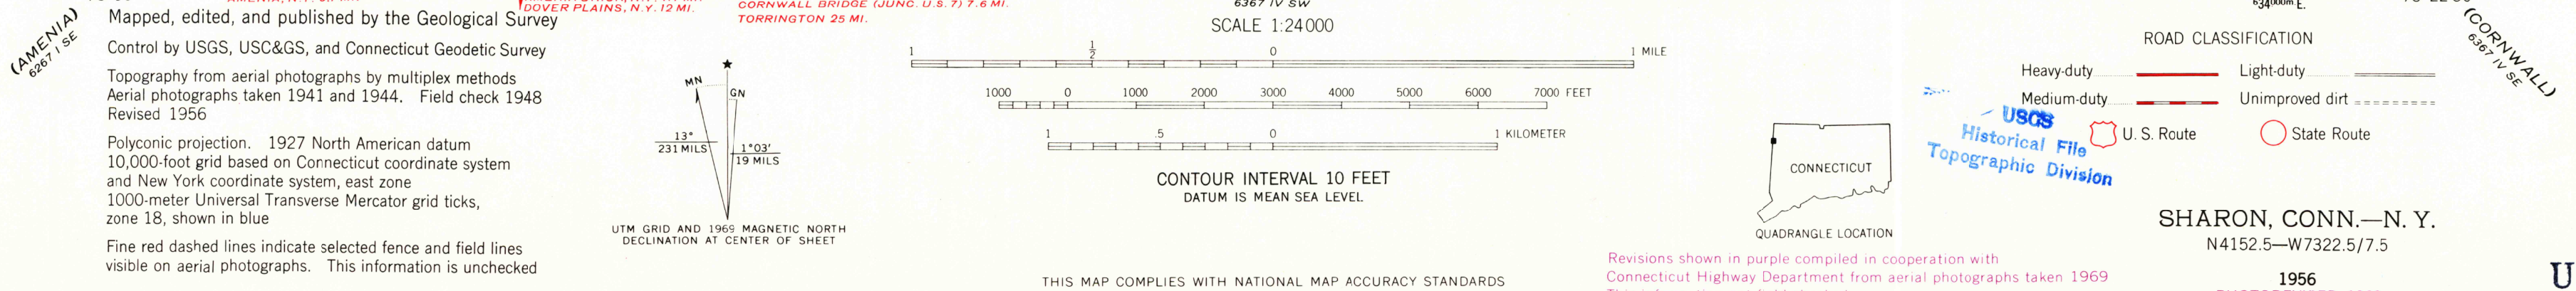 (AMENIA)
6267 I SE
Mapped, edited, and published by the Geological Survey
Control by USGS, USC&GS, and Connecticut Geodetic Survey
Topography from aerial photographs by multiplex methods
Aerial photographs taken 1941 and 1944. Field check 1948
Revised 1956
Polyconic projection. 1927 North American datum
10,000-foot grid based on Connecticut coordinate system
and New York coordinate system, east zone
1000-meter Universal Transverse Mercator grid ticks,
zone 18, shown in blue
Fine red dashed lines indicate selected fence and field lines
visible on aerial photographs. This information is unchecked
DOVER PLAINS, N.Y. 12 MI.
CORNWALL BRIDGE (JUNC. U.S. 7) 7.6 MI.
TORRINGTON 25 MI.
MN
GN
13°
231 MILS
1°03′
19 MILS
UTM GRID AND 1969 MAGNETIC NORTH
DECLINATION AT CENTER OF SHEET
6367 IV SW
SCALE 1:24000
1 ½ 0 1 MILE
1000 0 1000 2000 3000 4000 5000 6000 7000 FEET
1 .5 0 1 KILOMETER
CONTOUR INTERVAL 10 FEET
DATUM IS MEAN SEA LEVEL
THIS MAP COMPLIES WITH NATIONAL MAP ACCURACY STANDARDS
CONNECTICUT
QUADRANGLE LOCATION
Revisions shown in purple compiled in cooperation with
Connecticut Highway Department from aerial photographs taken 1969
USGS
Historical File
Topographic Division
634000m.E.
ROAD CLASSIFICATION
Heavy-duty Light-duty
Medium-duty Unimproved dirt
U. S. Route State Route
(CORNWALL)
6367 IV SE
SHARON, CONN.—N. Y.
N4152.5—W7322.5/7.5
1956
U